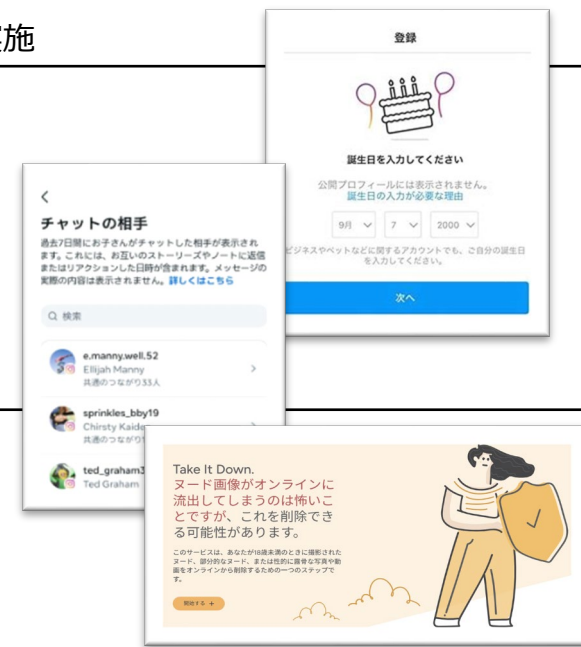 施
登録
誕生日を入力してください
公開プロフィールには表示されません。
誕生日の入力が必要な理由
9月 7 2000
ビジネスやペットなどに関するアカウントでも、ご自分の誕生日
を入力してください。
次へ
チャットの相手
過去7日間にお子さんがチャットした相手が表示され
ます。これには、お互いのストーリーズやノートに返信
またはリアクションした日時が含まれます。メッセージの
実際の内容は表示されません。詳しくはこちら
検索
e.manny.well.52
Ellijah Manny
共通のつながり33人
sprinkles_bby19
Chirsty Kaid
共通のつながり
ted_graham3
Ted Graham
Take It Down.
ヌード画像がオンラインに
流出してしまうのは怖いこ
とですが、これを削除でき
る可能性があります。
このサービスは、あなたが18歳未満のときに撮影された
ヌード、部分的なヌード、または性的に露骨な写真や動
画をオンラインから削除するための一つのステップで
す。
開始する +